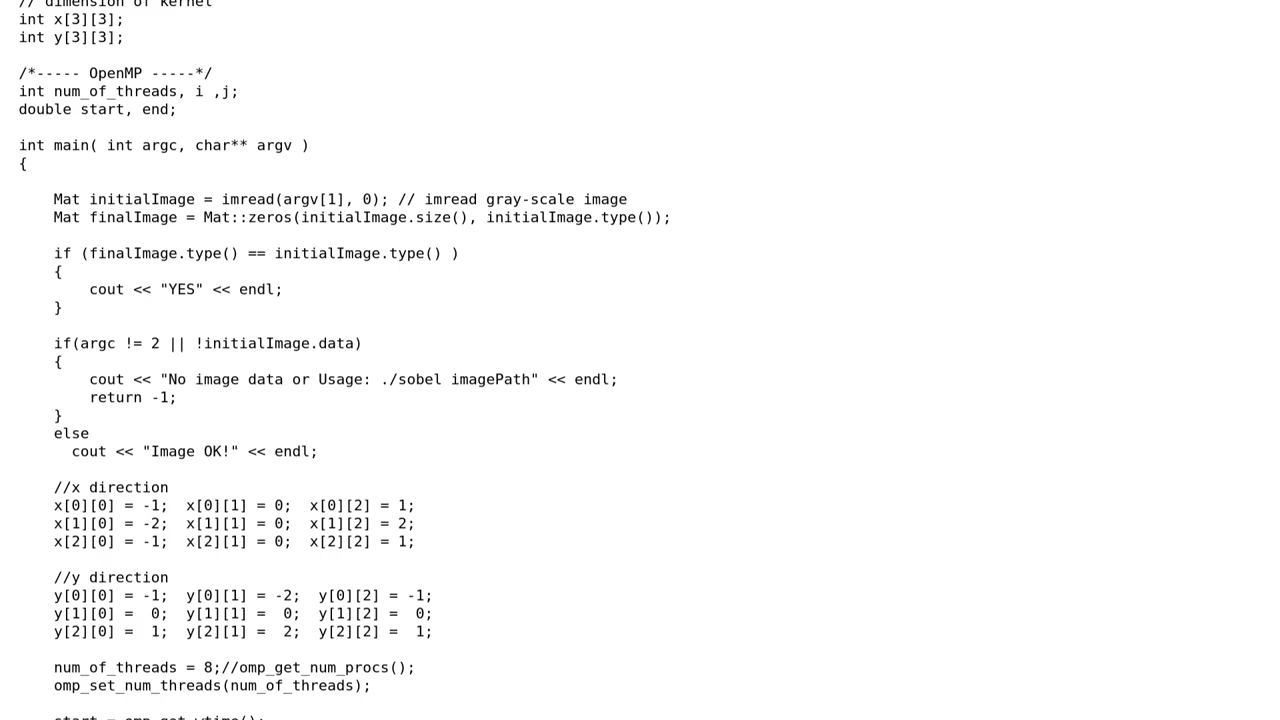 // dimension of kernel
int x[3][3];
int y[3][3];
/*----- OpenMP -----*/
int num_of_threads, i ,j;
double start, end;
int main( int argc, char** argv )
{
Mat initialImage = imread(argv[1], 0); // imread gray-scale image
Mat finalImage = Mat::zeros(initialImage.size(), initialImage.type());
if (finalImage.type() == initialImage.type() )
{
cout << "YES" << endl;
}
if(argc != 2 || !initialImage.data)
{
cout << "No image data or Usage: ./sobel imagePath" << endl;
return -1;
}
else
cout << "Image OK!" << endl;
//x direction
x[0][0] = -1;  x[0][1] = 0;  x[0][2] = 1;
x[1][0] = -2;  x[1][1] = 0;  x[1][2] = 2;
x[2][0] = -1;  x[2][1] = 0;  x[2][2] = 1;
//y direction
y[0][0] = -1;  y[0][1] = -2;  y[0][2] = -1;
y[1][0] =  0;  y[1][1] =  0;  y[1][2] =  0;
y[2][0] =  1;  y[2][1] =  2;  y[2][2] =  1;
num_of_threads = 8;//omp_get_num_procs();
omp_set_num_threads(num_of_threads);
start = omp_get_wtime();